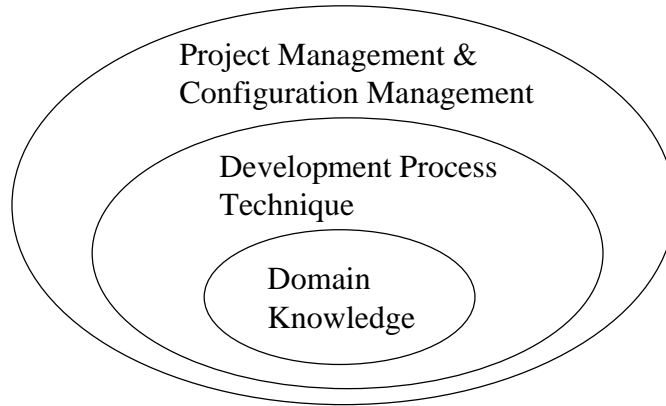 Project Management &
Configuration Management
Development Process
Technique
Domain
Knowledge